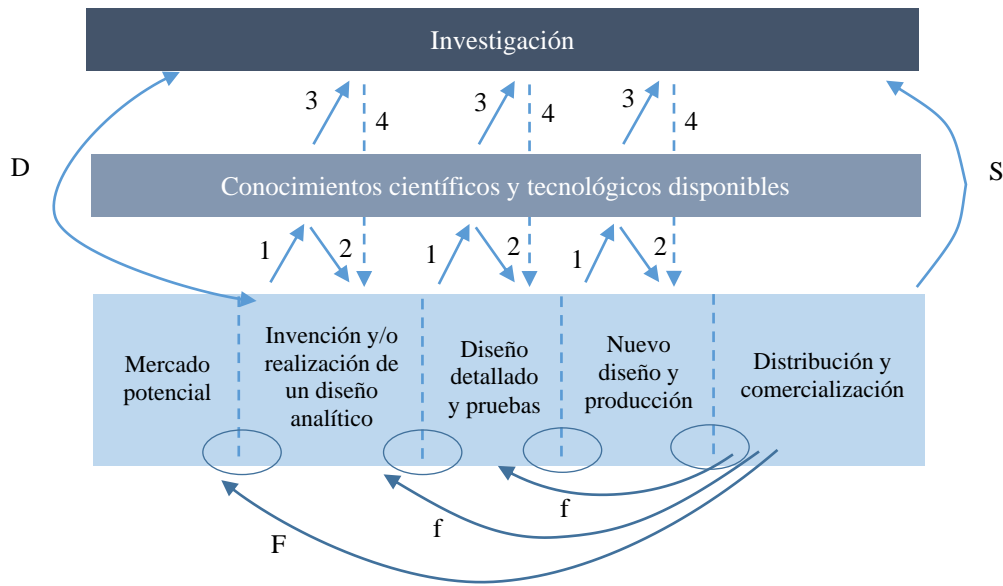 Investigación
3
4
3
4
3
4
D
S
Conocimientos científicos y tecnológicos disponibles
1
2
1
2
1
2
Mercado
potencial
Invención y/o
realización de
un diseño
analítico
Diseño
detallado
y pruebas
Nuevo
diseño y
producción
Distribución y
comercialización
f
f
F